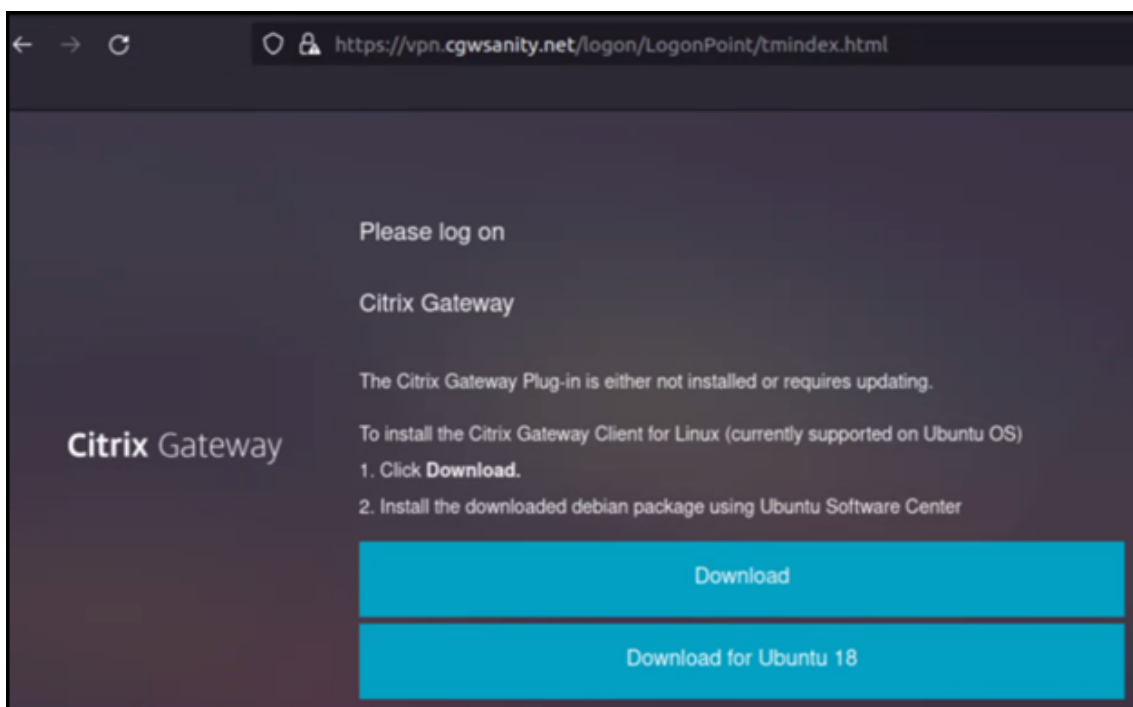 https://vpn.cgwsanity.net/logon/LogonPoint/tmindex.html
Please log on
Citrix Gateway
The Citrix Gateway Plug-in is either not installed or requires updating.
Citrix Gateway
To install the Citrix Gateway Client for Linux (currently supported on Ubuntu OS)
1. Click Download.
2. Install the downloaded debian package using Ubuntu Software Center
Download
Download for Ubuntu 18